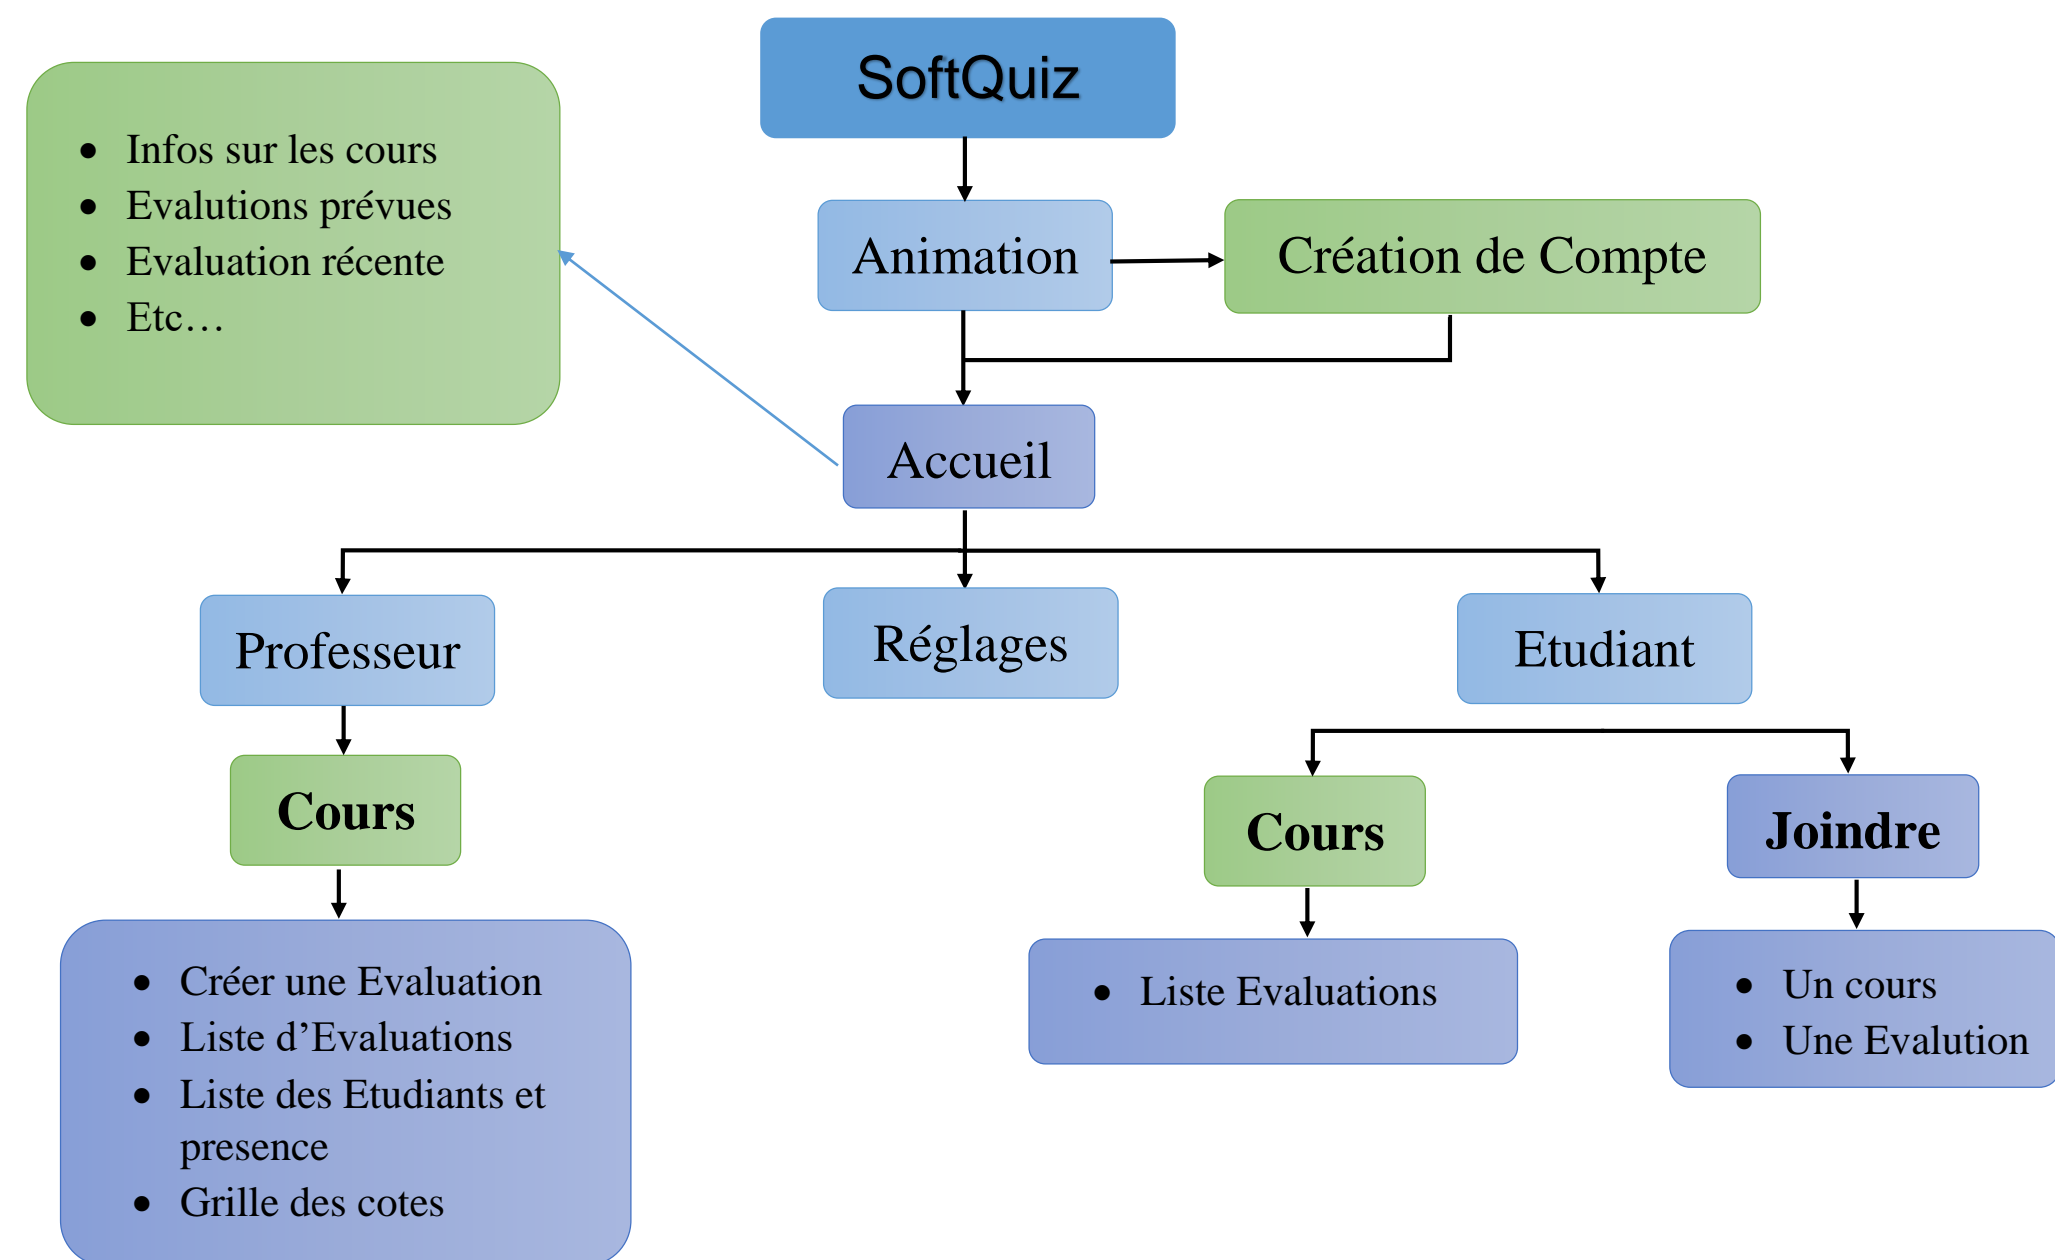 SoftQuiz
• Infos sur les cours
• Evalutions prévues
• Evaluation récente
• Etc…
Animation
Création de Compte
Accueil
Professeur
Réglages
Etudiant
Cours
Cours
Joindre
• Créer une Evaluation
• Liste d’Evaluations
• Liste des Etudiants et
presence
• Grille des cotes
• Liste Evaluations
• Un cours
• Une Evalution